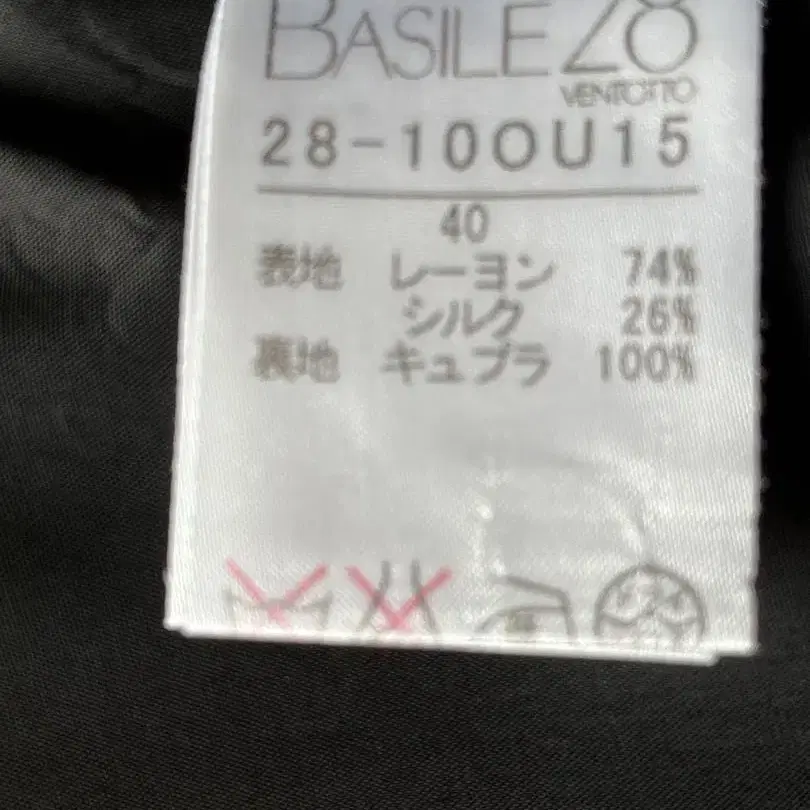 BASILE 28
VENTOTTO
28-100U15
40
表地 レーヨン 74%
シルク 26%
裏地 キュプラ 100%